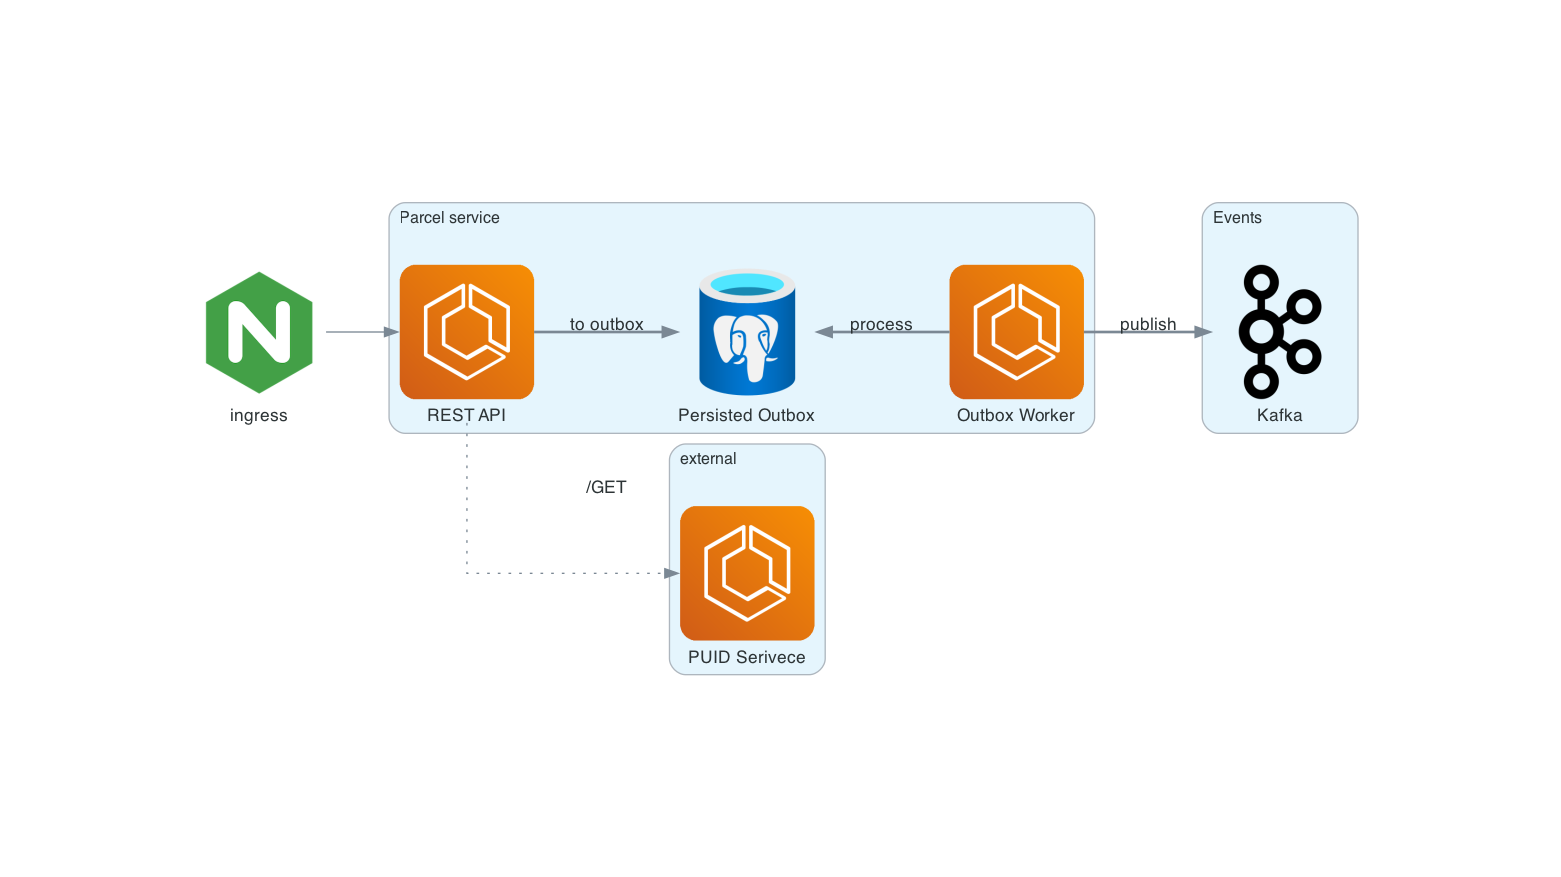 Parcel service
Events
to outbox
process
publish
ingress
REST API
Persisted Outbox
Outbox Worker
Kafka
external
/GET
PUID Serivece